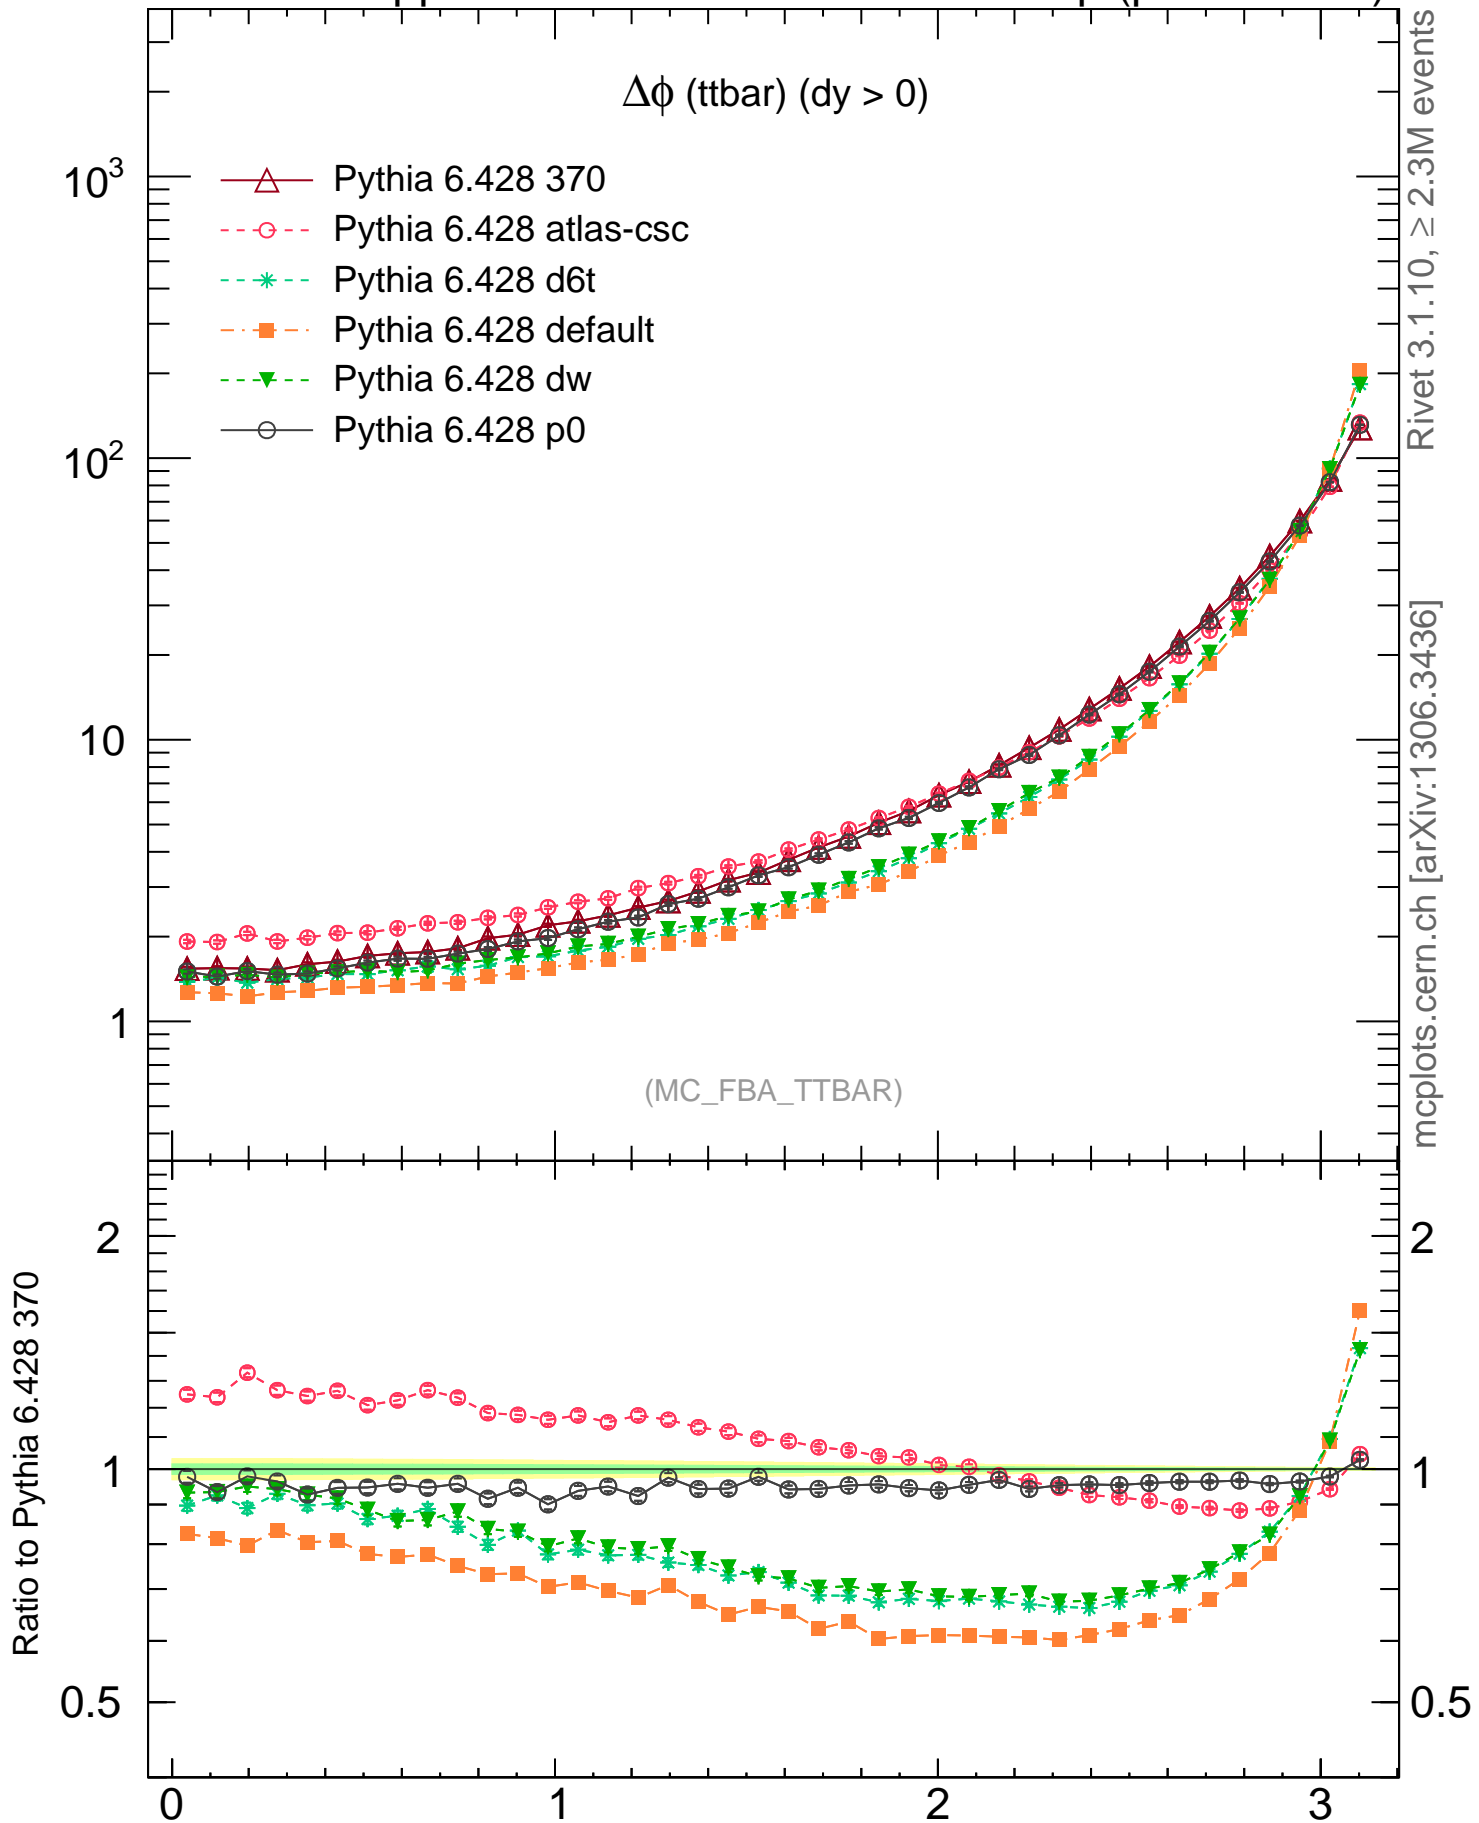 Δϕ (ttbar) (dy > 0)
Pythia 6.428 370
Pythia 6.428 atlas-csc
Pythia 6.428 d6t
Pythia 6.428 default
Pythia 6.428 dw
Pythia 6.428 p0
10³
10²
10
1
(MC_FBA_TTBAR)
Rivet 3.1.10, ≥ 2.3M events
mcplots.cern.ch [arXiv:1306.3436]
Ratio to Pythia 6.428 370
2
1
0.5
2
1
0.5
0
1
2
3